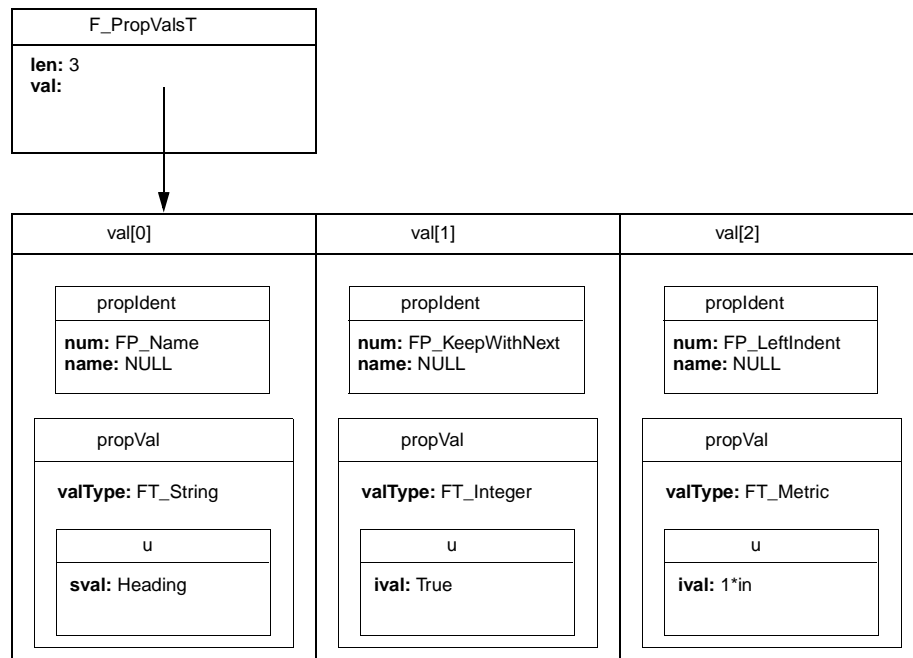 F_PropValsT
len: 3
val:
val[0]
val[1]
val[2]
propIdent
num: FP_Name
name: NULL
propIdent
num: FP_KeepWithNext
name: NULL
propIdent
num: FP_LeftIndent
name: NULL
propVal
valType: FT_String
u
sval: Heading
propVal
valType: FT_Integer
u
ival: True
propVal
valType: FT_Metric
u
ival: 1*in